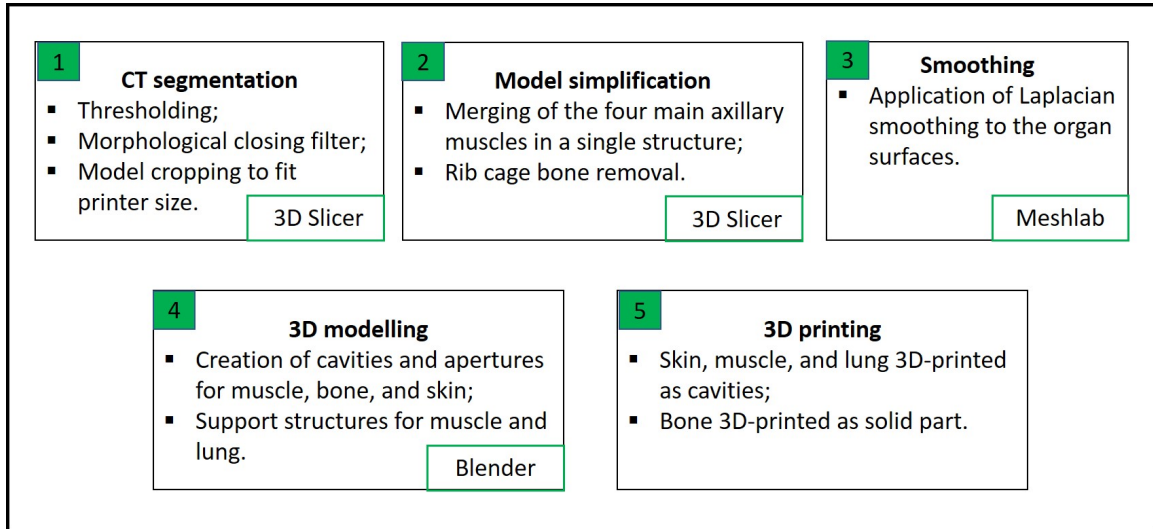 1
CT segmentation
▪ Thresholding;
▪ Morphological closing filter;
▪ Model cropping to fit
printer size.
3D Slicer
2
Model simplification
▪ Merging of the four main axillary
muscles in a single structure;
▪ Rib cage bone removal.
3D Slicer
3
Smoothing
▪ Application of Laplacian
smoothing to the organ
surfaces.
Meshlab
4
3D modelling
▪ Creation of cavities and apertures
for muscle, bone, and skin;
▪ Support structures for muscle and
lung.
Blender
5
3D printing
▪ Skin, muscle, and lung 3D-printed
as cavities;
▪ Bone 3D-printed as solid part.